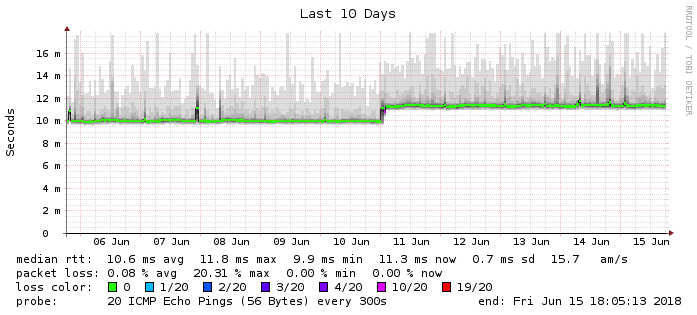 Last 10 Days
RRDTOOL / TOBI OETIKER
Seconds
16 m
14 m
12 m
10 m
8 m
6 m
4 m
2 m
0
06 Jun 07 Jun 08 Jun 09 Jun 10 Jun 11 Jun 12 Jun 13 Jun 14 Jun 15 Jun
median rtt: 10.6 ms avg 11.8 ms max 9.9 ms min 11.3 ms now 0.7 ms sd 15.7 am/s
packet loss: 0.08 % avg 20.31 % max 0.00 % min 0.00 % now
loss color: 0 1/20 2/20 3/20 4/20 10/20 19/20
probe: 20 ICMP Echo Pings (56 Bytes) every 300s end: Fri Jun 15 18:05:13 2018